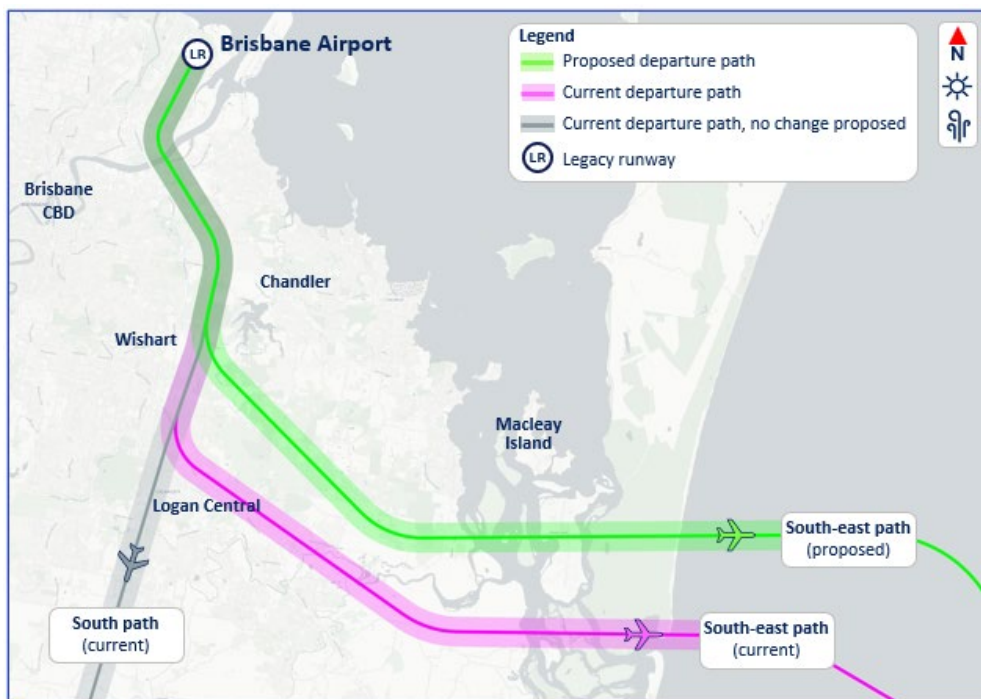 LR
Brisbane Airport
Legend
Proposed departure path
Current departure path
Current departure path, no change proposed
LR
Legacy runway
N
Brisbane
CBD
Chandler
Wishart
Macleay
Island
Logan Central
South-east path
(proposed)
South path
(current)
South-east path
(current)